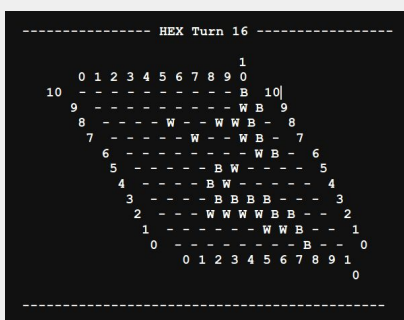 ---------------- HEX Turn 16 -----------------
1
0 1 2 3 4 5 6 7 8 9 0
10 - - - - - - - - - - B 10
9 - - - - - - - - - W B 9
8 - - - - W - - W W B - 8
7 - - - - - W - - W B - 7
6 - - - - - - - - W B - 6
5 - - - - - B W - - - - 5
4 - - - - B W - - - - - 4
3 - - - - B B B B - - - 3
2 - - - W W W W B B - - 2
1 - - - - - - W W B - - 1
0 - - - - - - - - B - - 0
0 1 2 3 4 5 6 7 8 9 1
0
---------------------------------------------